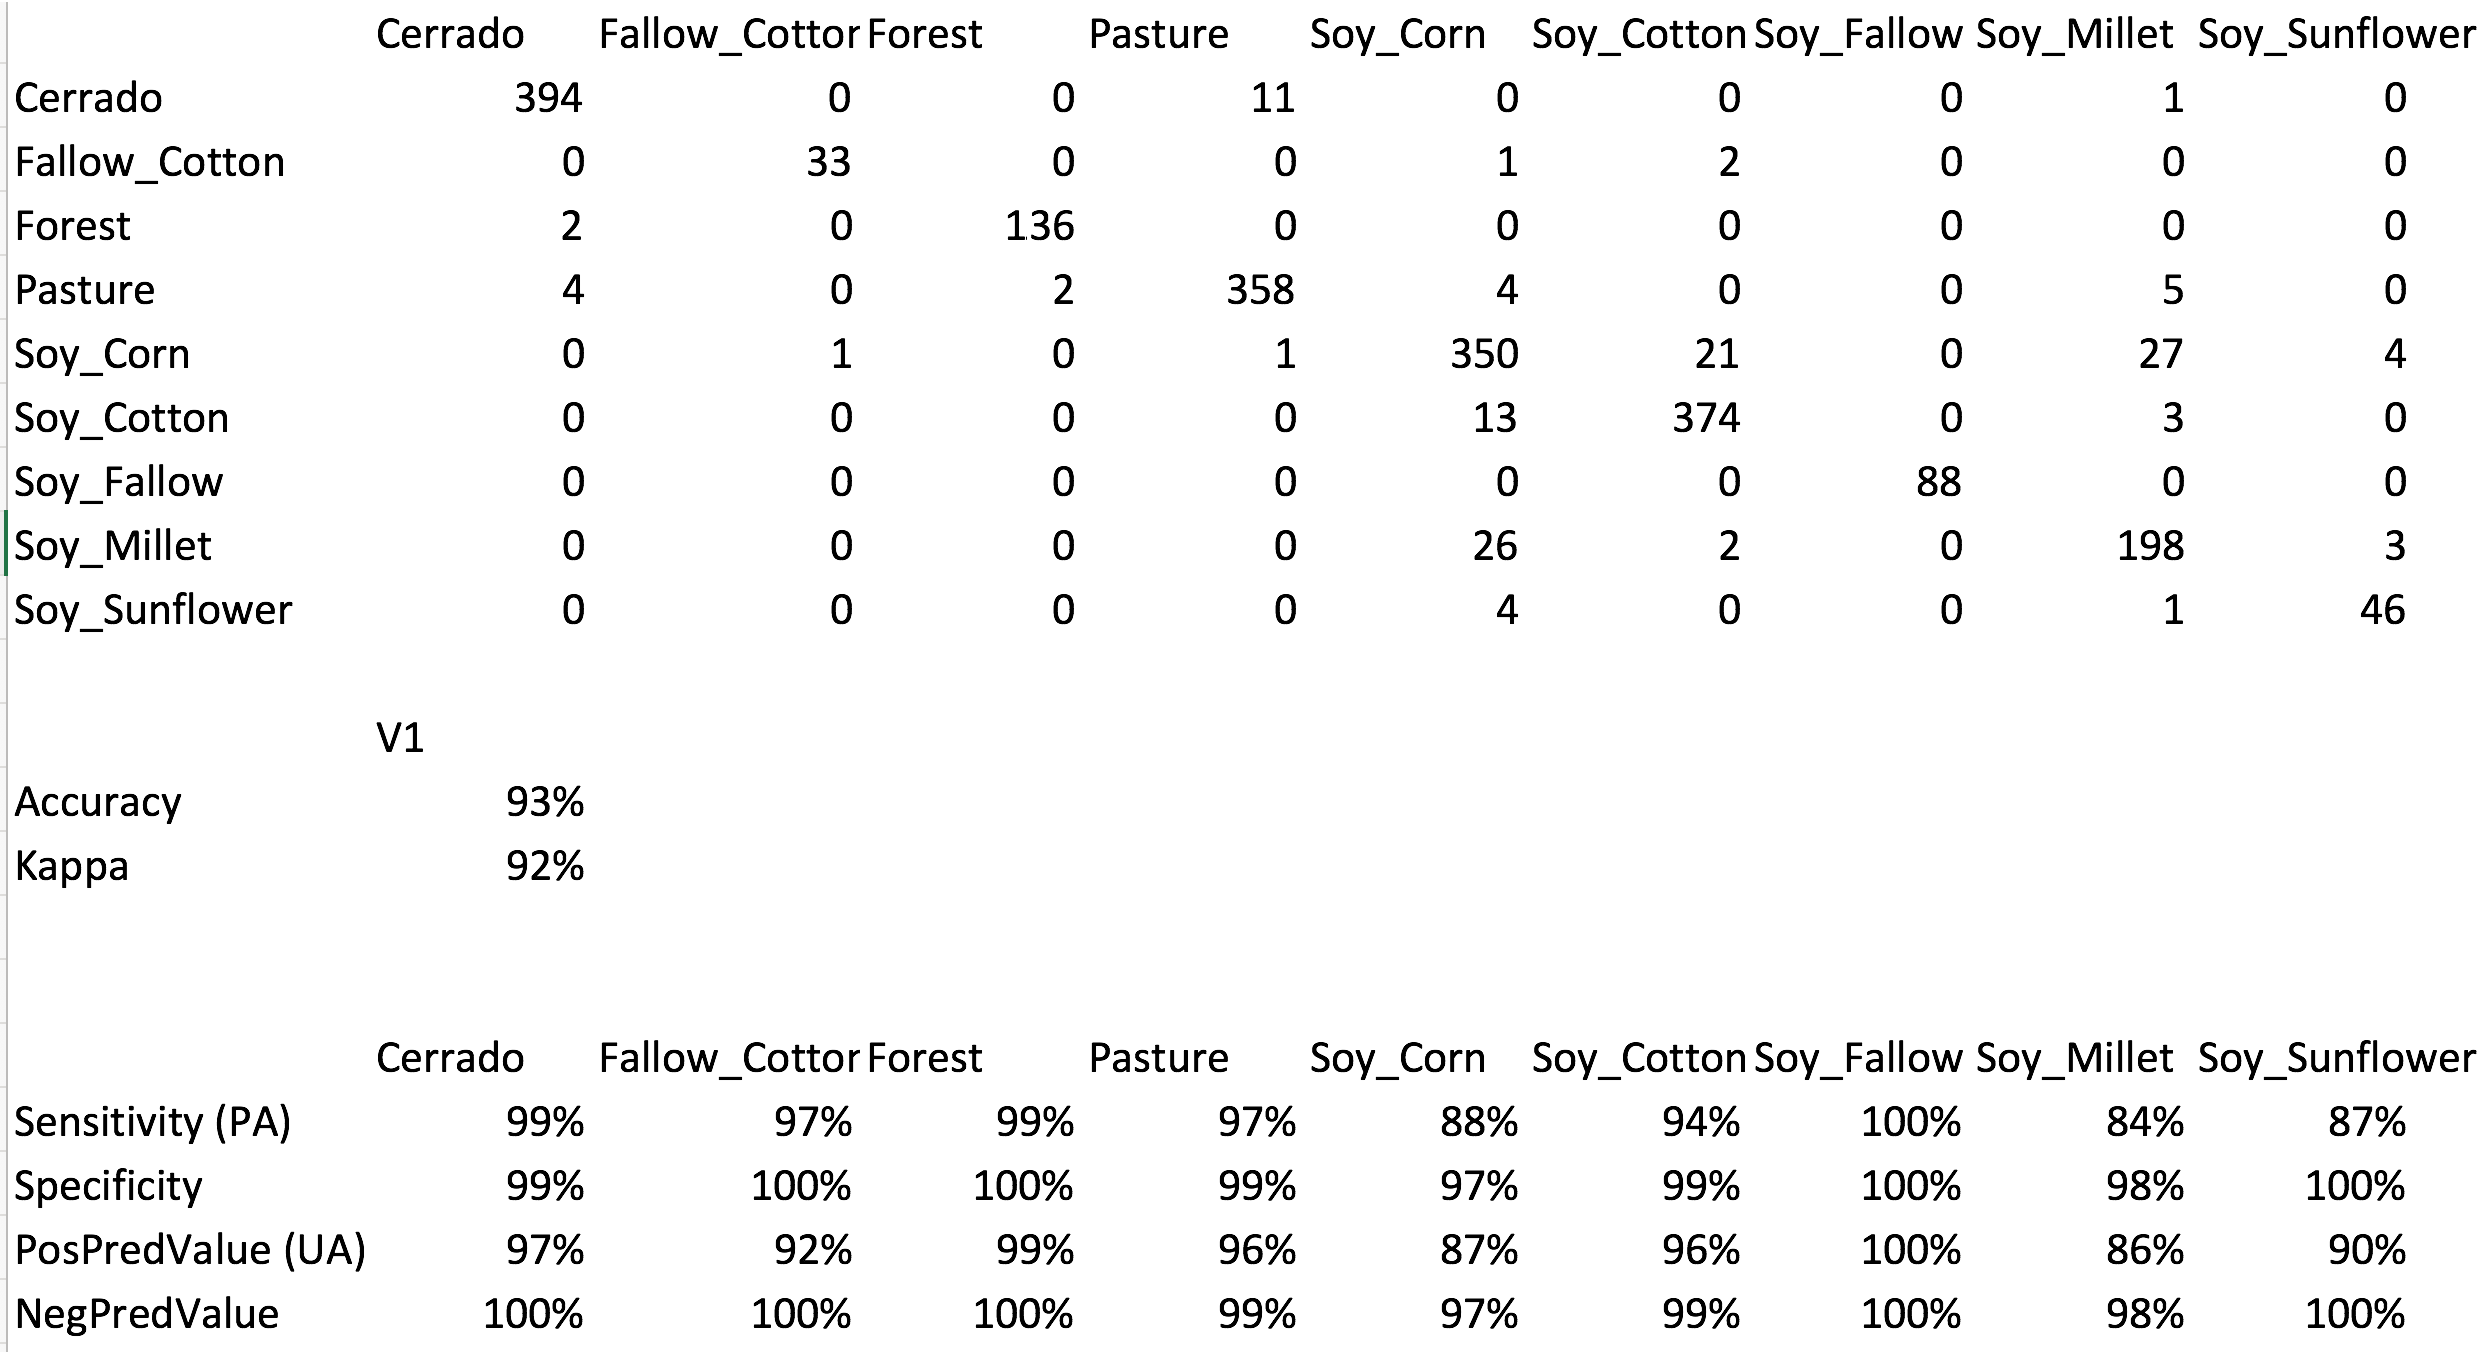 Cerrado Fallow_Cottor Forest Pasture Soy_Corn Soy_Cotton Soy_Fallow Soy_Millet Soy_Sunflower
Cerrado 394 0 0 11 0 0 0 1 0
Fallow_Cotton 0 33 0 0 1 2 0 0 0
Forest 2 0 136 0 0 0 0 0 0
Pasture 4 0 2 358 4 0 0 5 0
Soy_Corn 0 1 0 1 350 21 0 27 4
Soy_Cotton 0 0 0 0 13 374 0 3 0
Soy_Fallow 0 0 0 0 0 0 88 0 0
Soy_Millet 0 0 0 0 26 2 0 198 3
Soy_Sunflower 0 0 0 0 4 0 0 1 46
V1
Accuracy 93%
Kappa 92%
Cerrado Fallow_Cottor Forest Pasture Soy_Corn Soy_Cotton Soy_Fallow Soy_Millet Soy_Sunflower
Sensitivity (PA) 99% 97% 99% 97% 88% 94% 100% 84% 87%
Specificity 99% 100% 100% 99% 97% 99% 100% 98% 100%
PosPredValue (UA) 97% 92% 99% 96% 87% 96% 100% 86% 90%
NegPredValue 100% 100% 100% 99% 97% 99% 100% 98% 100%